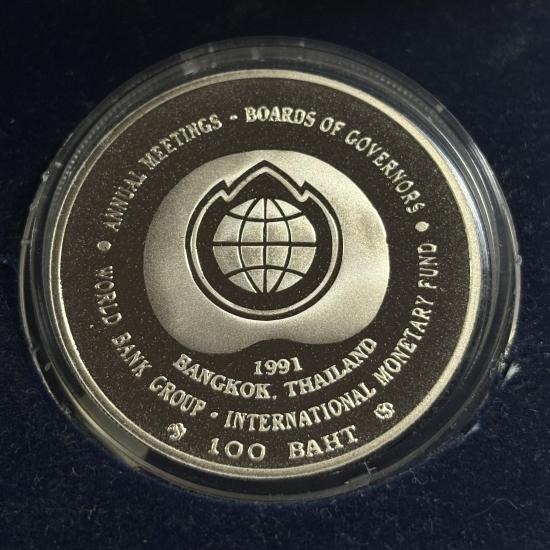 ANNUAL MEETINGS - BOARDS OF GOVERNORS
WORLD BANK GROUP - INTERNATIONAL MONETARY FUND
1991
BANGKOK, THAILAND
100 BAHT